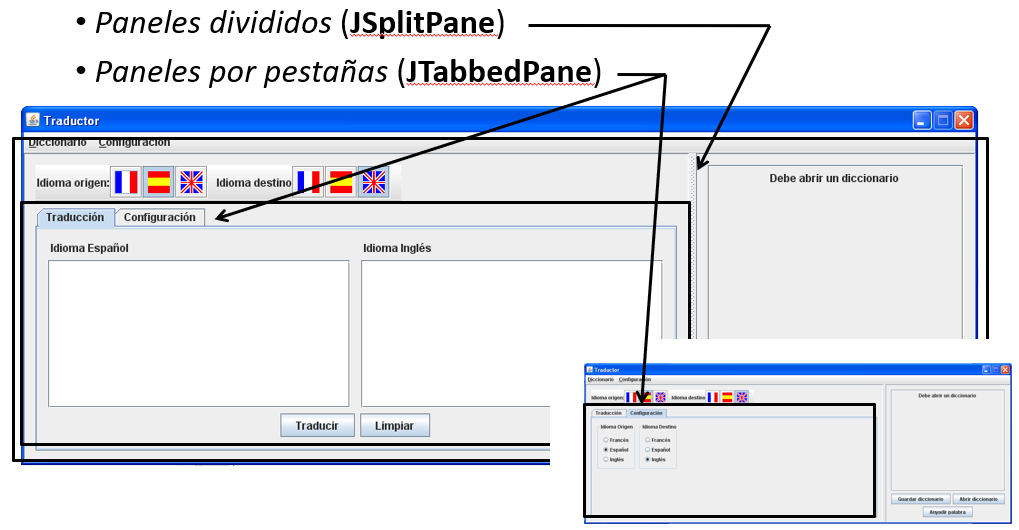 • Paneles divididos (JSplitPane)
• Paneles por pestañas (JTabbedPane)
Traductor
Diccionario Configuración
Idioma origen: Idioma destino
Debe abrir un diccionario
Traducción Configuración
Idioma Español Idioma Inglés
Traducir Limpiar
Traductor
Diccionario Configuración
Idioma origen: Idioma destino
Debe abrir un diccionario
Traducción Configuración
Idioma Origen Idioma Destino
Francés Francés
Español Español
Inglés Inglés
Guardar diccionario Abrir diccionario
Anyadir palabra